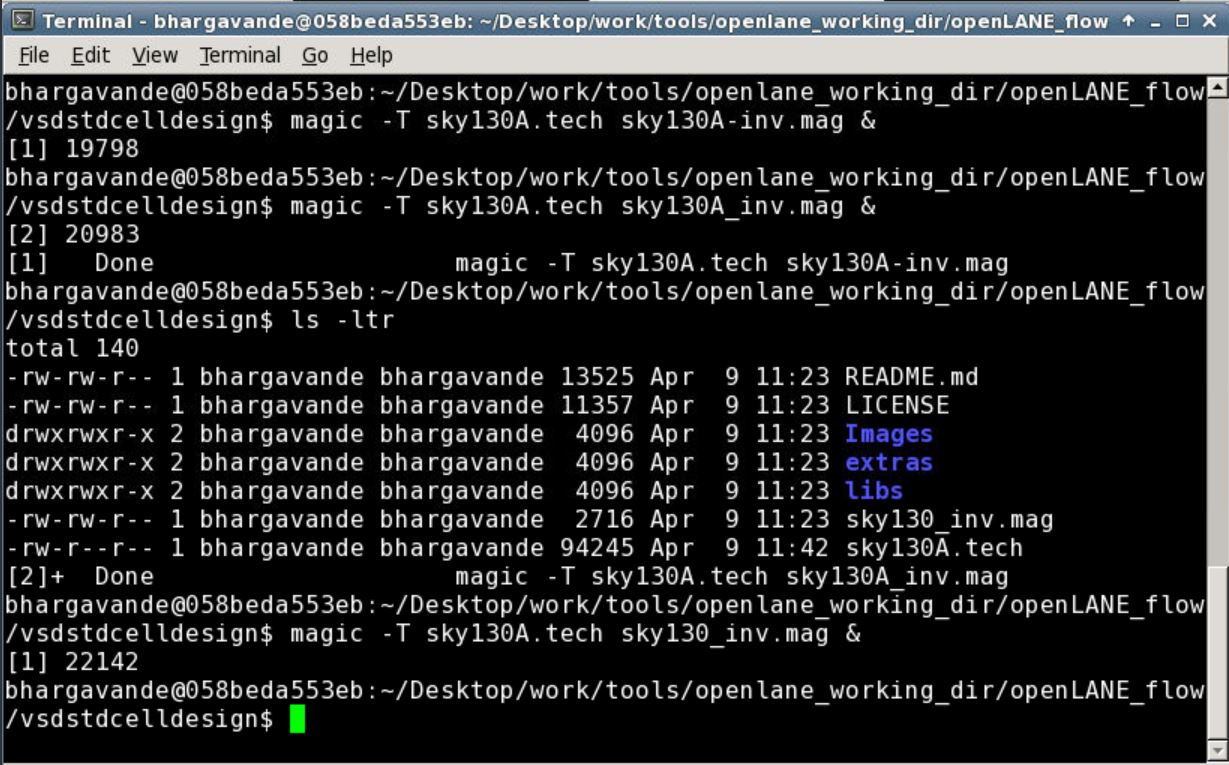 Terminal - bhargavande@058beda553eb: ~/Desktop/work/tools/openlane_working_dir/openLANE_flow
File Edit View Terminal Go Help
bhargavande@058beda553eb:~/Desktop/work/tools/openlane_working_dir/openLANE_flow
/vsdstdcelldesign$ magic -T sky130A.tech sky130A-inv.mag &
[1] 19798
bhargavande@058beda553eb:~/Desktop/work/tools/openlane_working_dir/openLANE_flow
/vsdstdcelldesign$ magic -T sky130A.tech sky130A_inv.mag &
[2] 20983
[1]   Done                    magic -T sky130A.tech sky130A-inv.mag
bhargavande@058beda553eb:~/Desktop/work/tools/openlane_working_dir/openLANE_flow
/vsdstdcelldesign$ ls -ltr
total 140
-rw-rw-r-- 1 bhargavande bhargavande 13525 Apr  9 11:23 README.md
-rw-rw-r-- 1 bhargavande bhargavande 11357 Apr  9 11:23 LICENSE
drwxrwxr-x 2 bhargavande bhargavande  4096 Apr  9 11:23 Images
drwxrwxr-x 2 bhargavande bhargavande  4096 Apr  9 11:23 extras
drwxrwxr-x 2 bhargavande bhargavande  4096 Apr  9 11:23 libs
-rw-rw-r-- 1 bhargavande bhargavande  2716 Apr  9 11:23 sky130_inv.mag
-rw-r--r-- 1 bhargavande bhargavande 94245 Apr  9 11:42 sky130A.tech
[2]+  Done                    magic -T sky130A.tech sky130A_inv.mag
bhargavande@058beda553eb:~/Desktop/work/tools/openlane_working_dir/openLANE_flow
/vsdstdcelldesign$ magic -T sky130A.tech sky130_inv.mag &
[1] 22142
bhargavande@058beda553eb:~/Desktop/work/tools/openlane_working_dir/openLANE_flow
/vsdstdcelldesign$